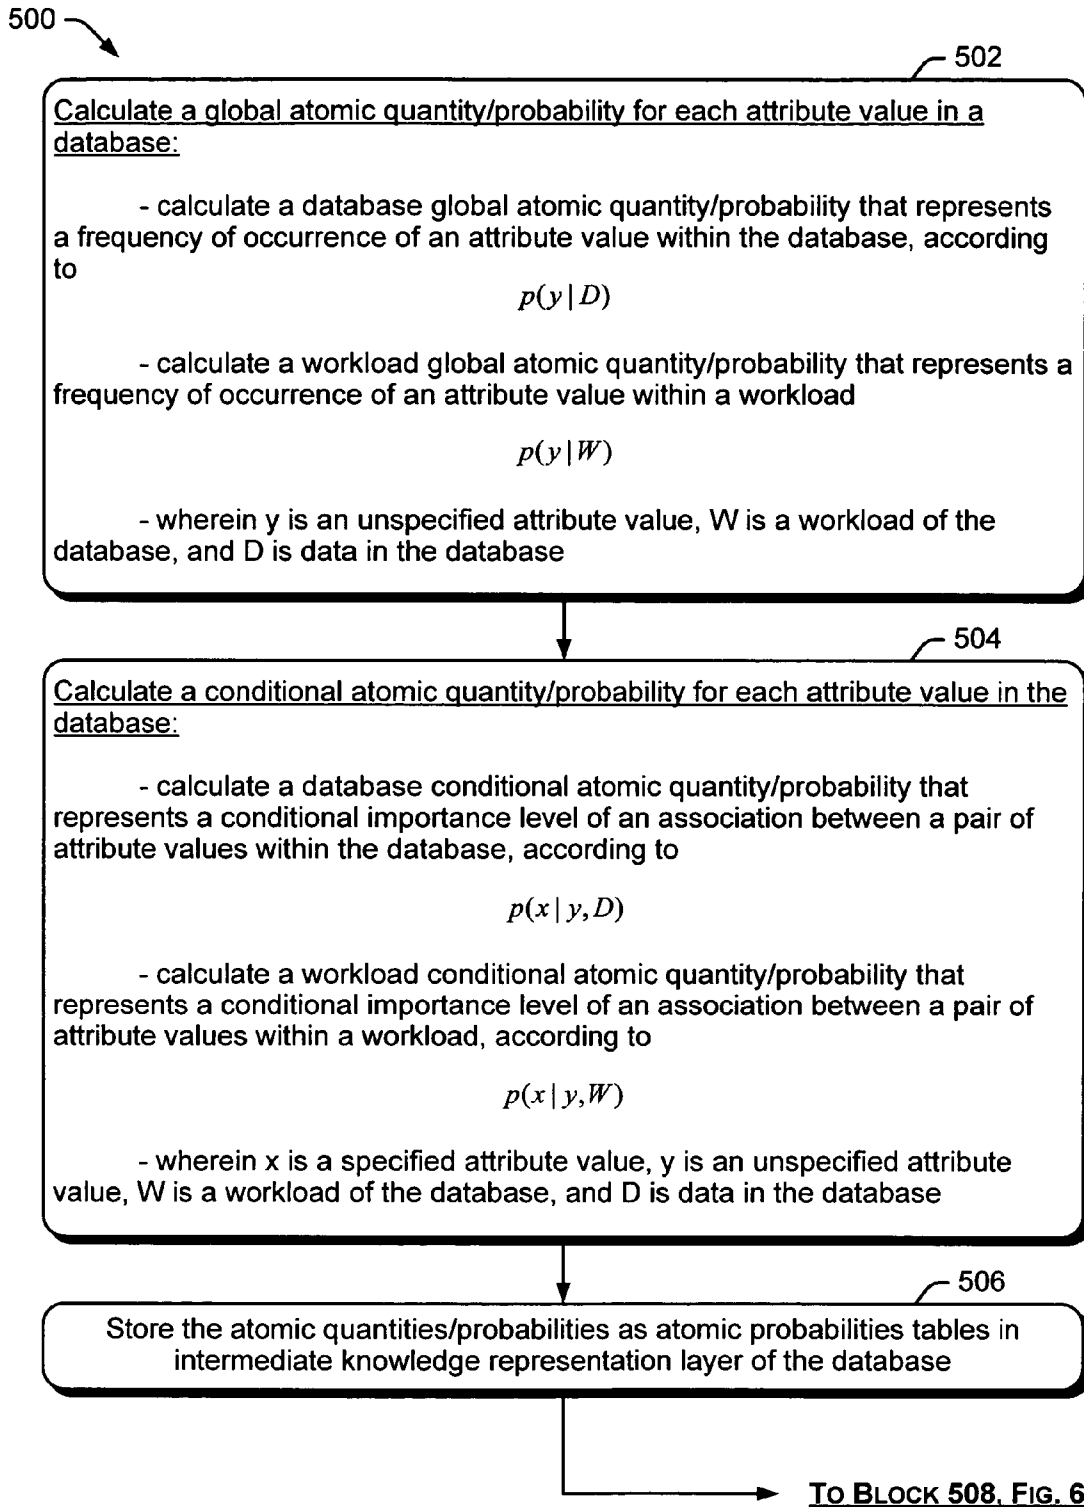 500
502
Calculate a global atomic quantity/probability for each attribute value in a
database:
- calculate a database global atomic quantity/probability that represents
a frequency of occurrence of an attribute value within the database, according
to
p(y | D)
- calculate a workload global atomic quantity/probability that represents a
frequency of occurrence of an attribute value within a workload
p(y | W)
- wherein y is an unspecified attribute value, W is a workload of the
database, and D is data in the database
504
Calculate a conditional atomic quantity/probability for each attribute value in the
database:
- calculate a database conditional atomic quantity/probability that
represents a conditional importance level of an association between a pair of
attribute values within the database, according to
p(x | y, D)
- calculate a workload conditional atomic quantity/probability that
represents a conditional importance level of an association between a pair of
attribute values within a workload, according to
p(x | y, W)
- wherein x is a specified attribute value, y is an unspecified attribute
value, W is a workload of the database, and D is data in the database
506
Store the atomic quantities/probabilities as atomic probabilities tables in
intermediate knowledge representation layer of the database
TO BLOCK 508, FIG. 6